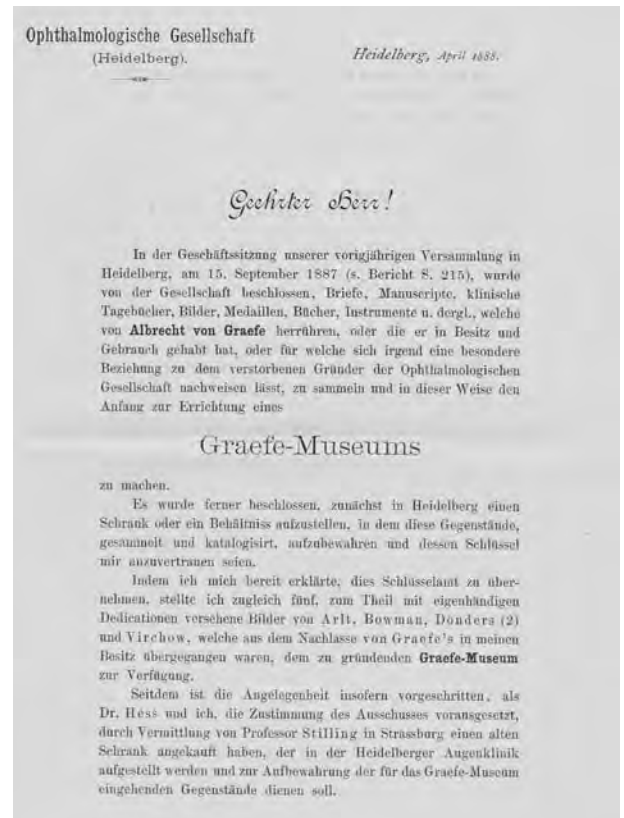 Ophthalmologische Gesellschaft
(Heidelberg).
Heidelberg, April 1888.
Geehrter Herr!
In der Geschäftssitzung unserer vorigjährigen Versammlung in
Heidelberg, am 15. September 1887 (s. Bericht S. 215), wurde
von der Gesellschaft beschlossen, Briefe, Manuscripte, klinische
Tagebücher, Bilder, Medaillen, Bücher, Instrumente u. dergl., welche
von Albrecht von Graefe herrühren, oder die er in Besitz und
Gebrauch gehabt hat, oder für welche sich irgend eine besondere
Beziehung zu dem verstorbenen Gründer der Ophthalmologischen
Gesellschaft nachweisen lässt, zu sammeln und in dieser Weise den
Anfang zur Errichtung eines
Graefe-Museums
zu machen.
Es wurde ferner beschlossen, zunächst in Heidelberg einen
Schrank oder ein Behältniss aufzustellen, in dem diese Gegenstände,
gesammelt und katalogisirt, aufzubewahren und dessen Schlüssel
mir anzuvertrauen seien.
Indem ich mich bereit erklärte, dies Schlüsselamt zu über-
nehmen, stellte ich zugleich fünf, zum Theil mit eigenhändigen
Dedicationen versehene Bilder von Arlt, Bowman, Donders (2)
und Virchow, welche aus dem Nachlasse von Graefe's in meinen
Besitz übergegangen waren, dem zu gründenden Graefe-Museum
zur Verfügung.
Seitdem ist die Angelegenheit insofern vorgeschritten, als
Dr. Hess und ich, die Zustimmung des Ausschusses vorausgesetzt,
durch Vermittlung von Professor Stilling in Strassburg einen alten
Schrank angekauft haben, der in der Heidelberger Augenklinik
aufgestellt werden und zur Aufbewahrung der für das Graefe-Museum
eingehenden Gegenstände dienen soll.